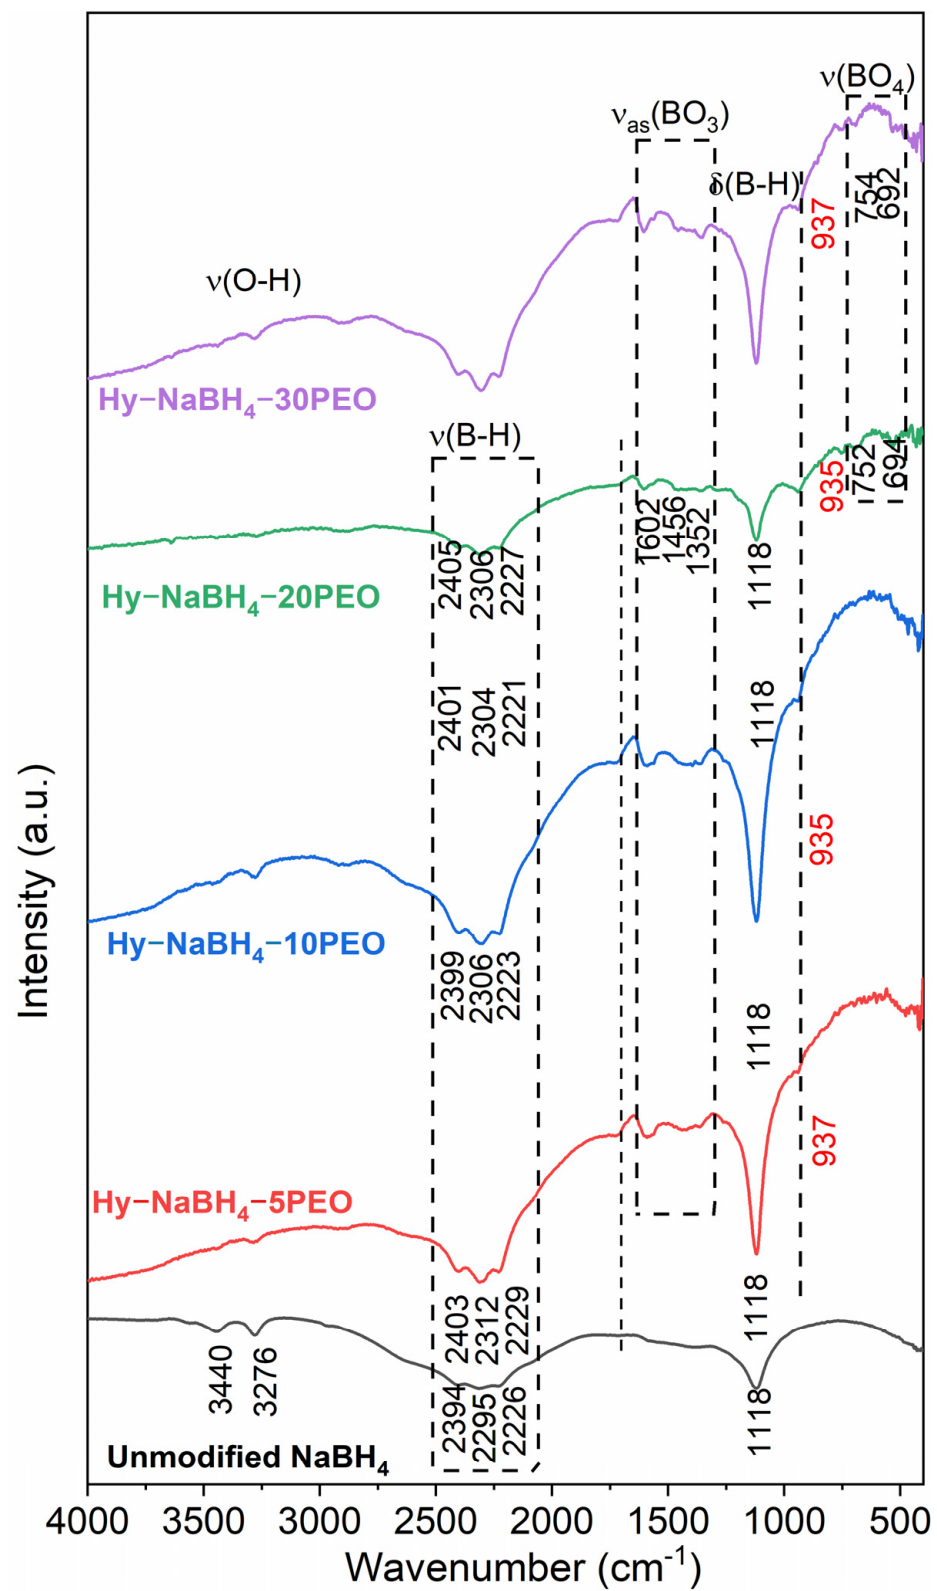 ν(BO₄)
νas(BO₃)
δ(B-H)
754
692
937
ν(O-H)
Hy−NaBH₄−30PEO
ν(B-H)
752
694
935
1602
1456
1352
2405
2306
2227
1118
Hy−NaBH₄−20PEO
2401
2304
2221
1118
935
Hy−NaBH₄−10PEO
2399
2306
2223
1118
937
Hy−NaBH₄−5PEO
2403
2312
2229
1118
3440
3276
2394
2295
2226
1118
Unmodified NaBH₄
Intensity (a.u.)
4000 3500 3000 2500 2000 1500 1000 500
Wavenumber (cm⁻¹)